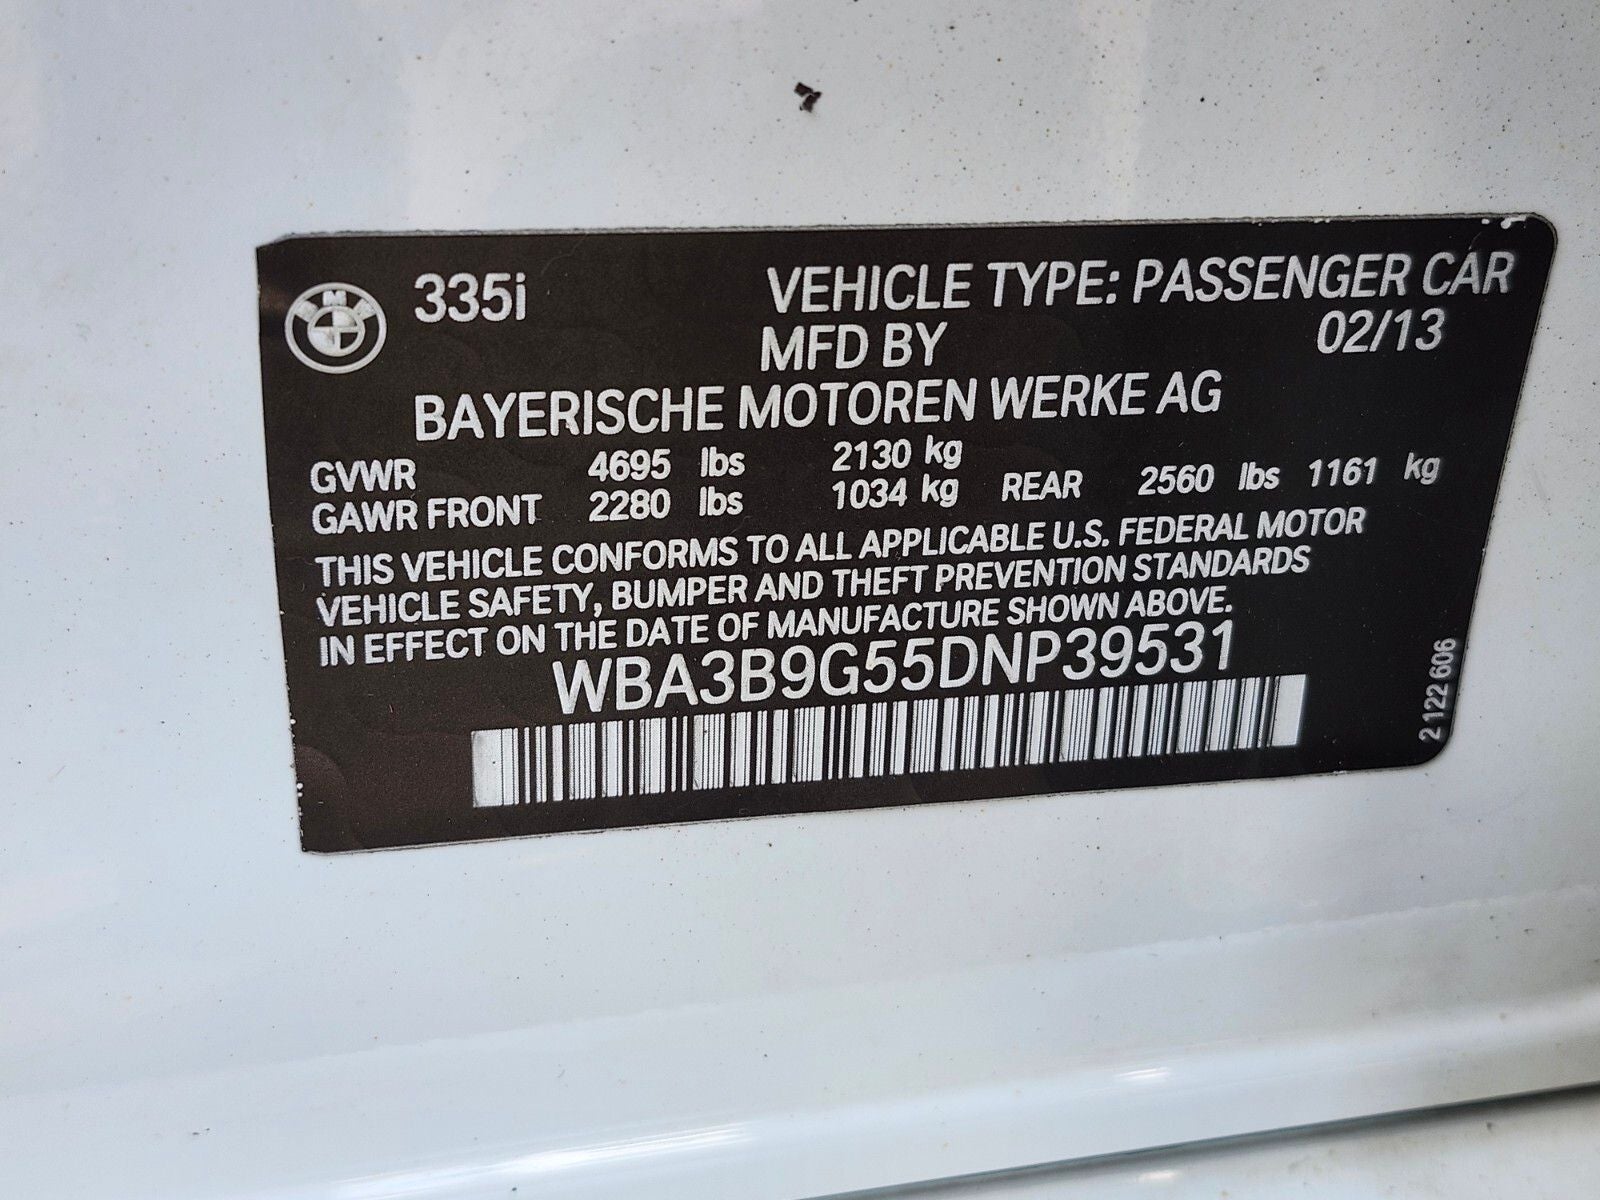 BMW 335i VEHICLE TYPE: PASSENGER CAR
MFD BY 02/13
BAYERISCHE MOTOREN WERKE AG
GVWR 4695 lbs 2130 kg
GAWR FRONT 2280 lbs 1034 kg REAR 2560 lbs 1161 kg
THIS VEHICLE CONFORMS TO ALL APPLICABLE U.S. FEDERAL MOTOR
VEHICLE SAFETY, BUMPER AND THEFT PREVENTION STANDARDS
IN EFFECT ON THE DATE OF MANUFACTURE SHOWN ABOVE.
WBA3B9G55DNP39531
2 122 606